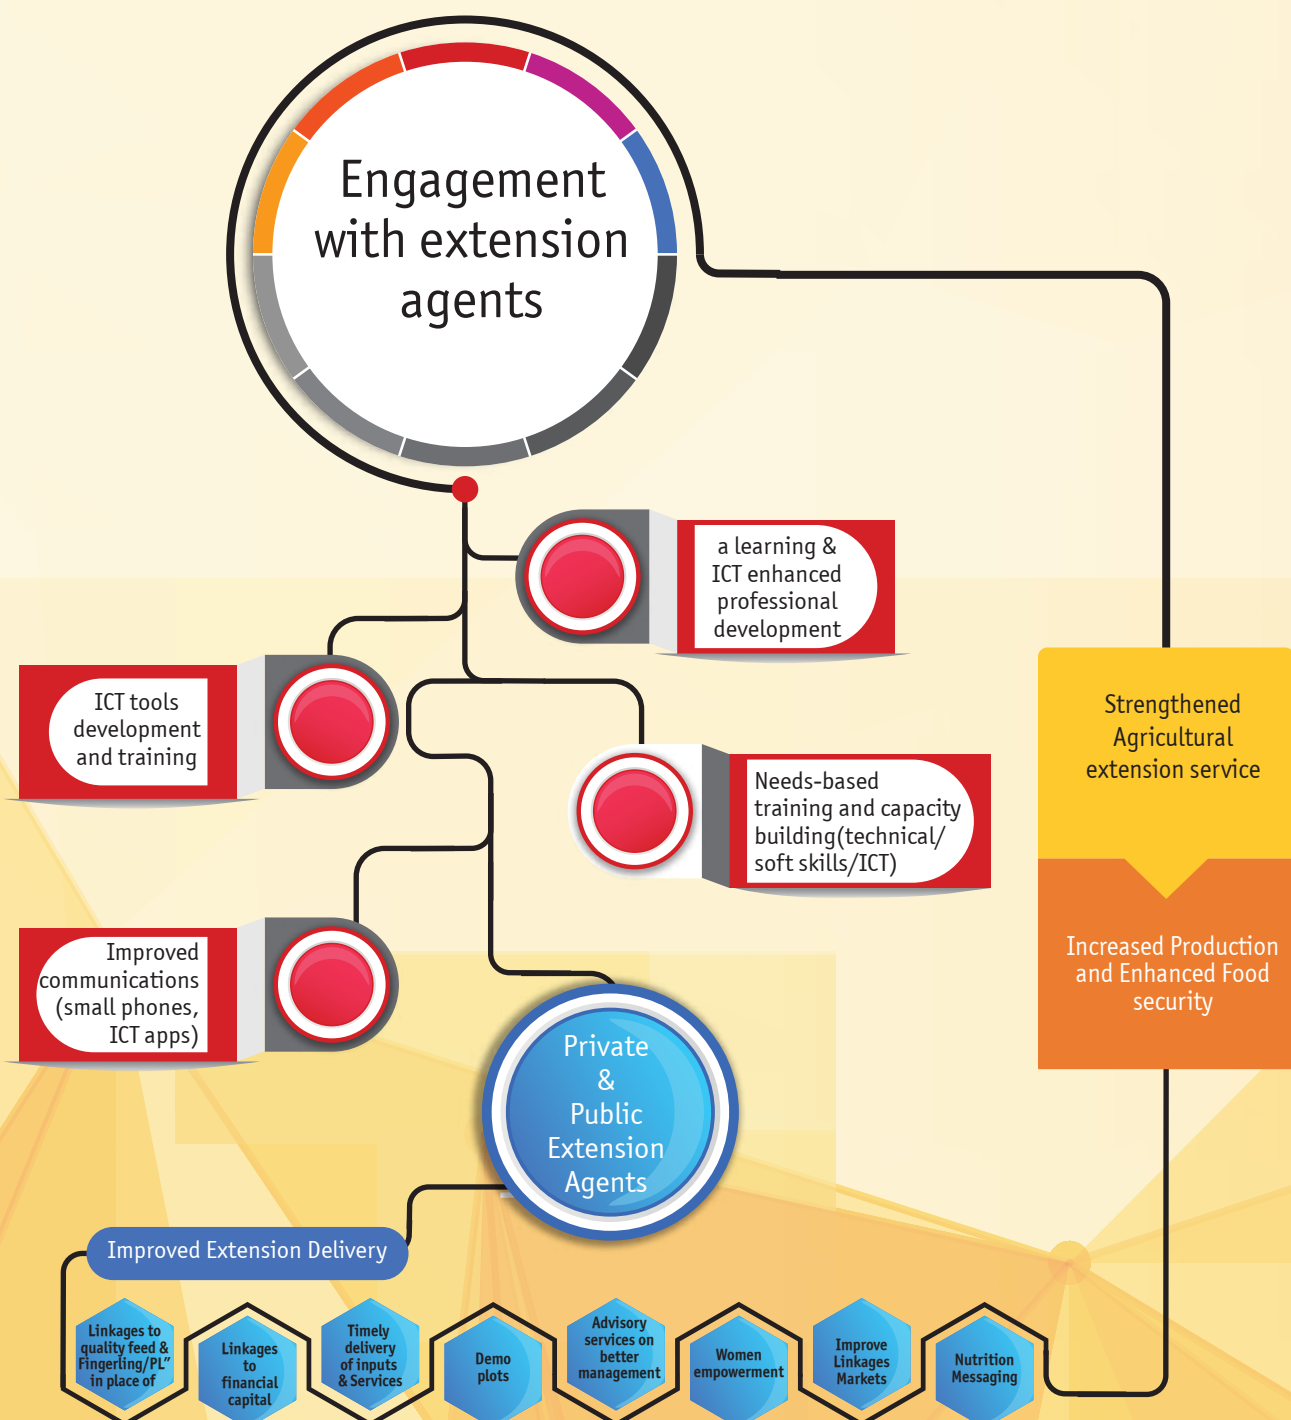 Engagement
with extension
agents
a learning &
ICT enhanced
professional
development
ICT tools
development
and training
Needs-based
training and capacity
building(technical/
soft skills/ICT)
Improved
communications
(small phones,
ICT apps)
Strengthened
Agricultural
extension service
Increased Production
and Enhanced Food
security
Private
&
Public
Extension
Agents
Improved Extension Delivery
Linkages to
quality feed &
Fingerling/PL”
in place of
Linkages
to
financial
capital
Timely
delivery
of inputs
& Services
Demo
plots
Advisory
services on
better
management
Women
empowerment
Improve
Linkages
Markets
Nutrition
Messaging